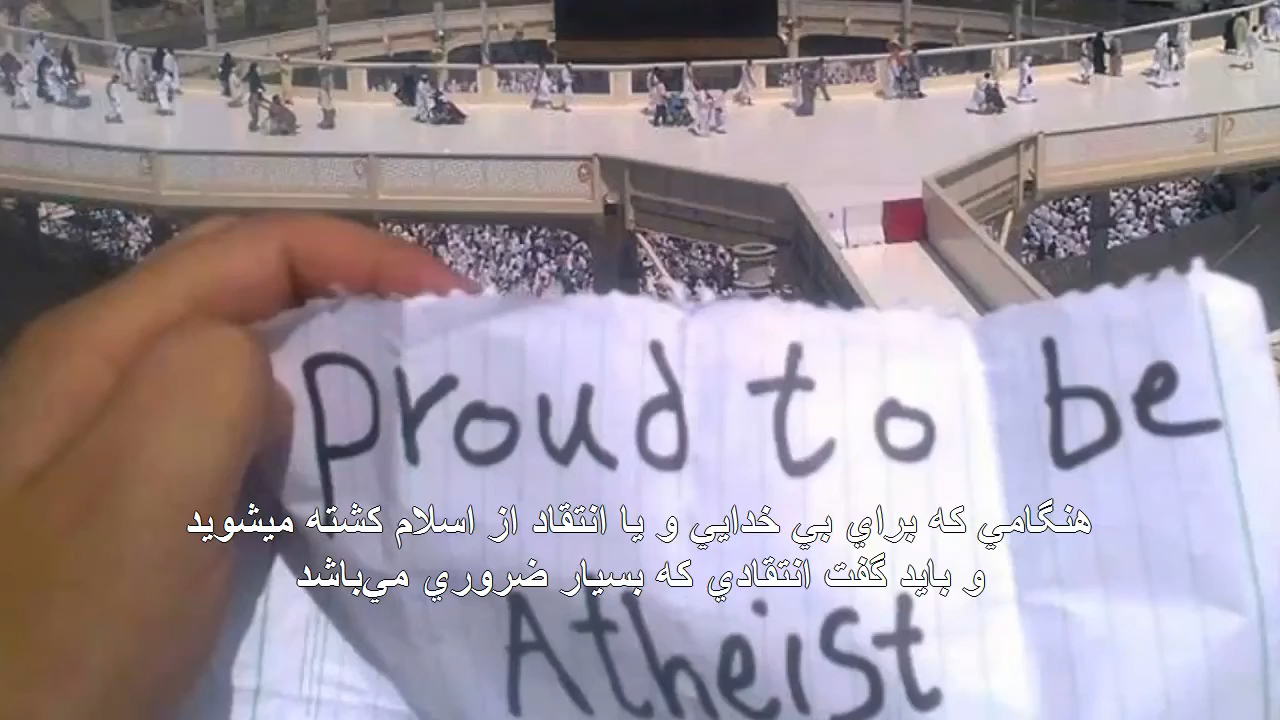 Proud to be
هنگامي که براي بي خدايي و يا انتقاد از اسلام کشته ميشويد
و بايد گفت انتقادي که بسيار ضروري مي‌باشد
Atheist